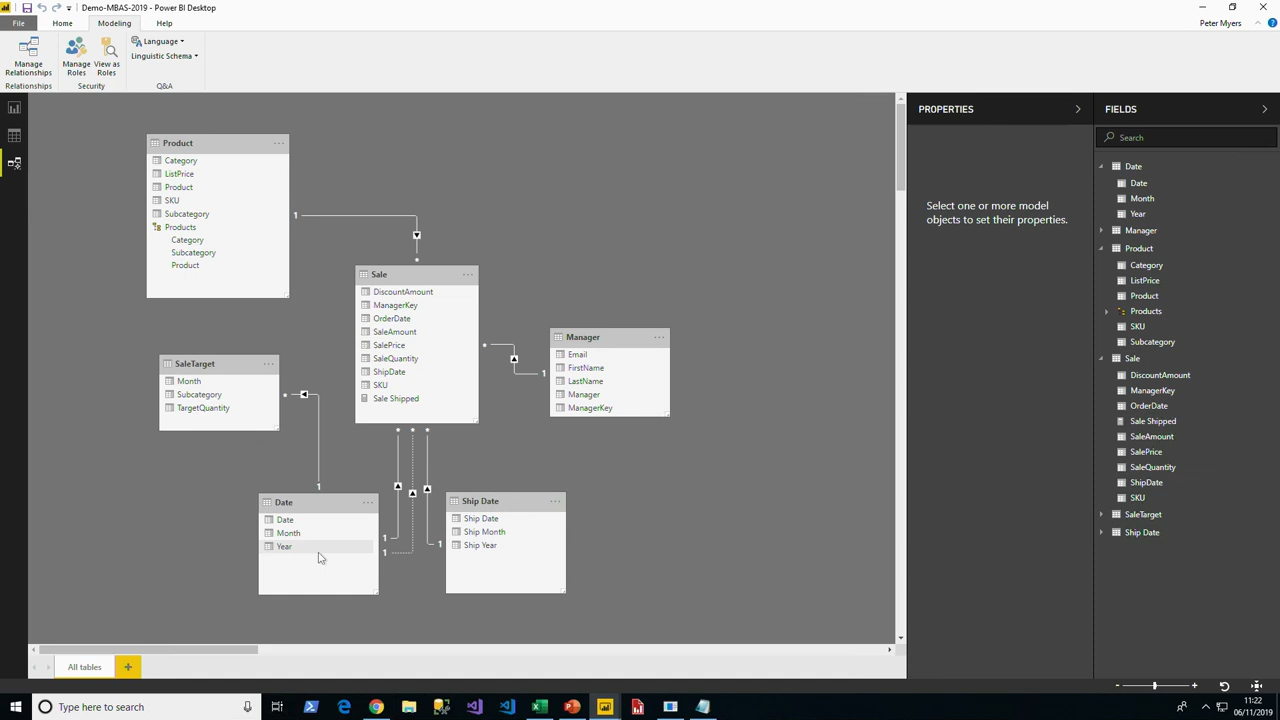 Demo-MBAS-2019 - Power BI Desktop
File Home Modeling Help
Peter Myers
Manage Relationships
Manage Roles
View as Roles
Language
Linguistic Schema
Relationships
Security
Q&A
Product
Category
ListPrice
Product
SKU
Subcategory
Products
Category
Subcategory
Product
1
*
Sale
DiscountAmount
ManagerKey
OrderDate
SaleAmount
SalePrice
SaleQuantity
ShipDate
SKU
Sale Shipped
*
1
Manager
Email
FirstName
LastName
Manager
ManagerKey
SaleTarget
Month
Subcategory
TargetQuantity
*
1
* * *
Date
Date
Month
Year
1
1
1
Ship Date
Ship Date
Ship Month
Ship Year
PROPERTIES
Select one or more model
objects to set their properties.
FIELDS
Search
Date
Date
Month
Year
Manager
Product
Category
ListPrice
Product
Products
SKU
Subcategory
Sale
DiscountAmount
ManagerKey
OrderDate
Sale Shipped
SaleAmount
SalePrice
SaleQuantity
ShipDate
SKU
SaleTarget
Ship Date
All tables
Type here to search
11:22
06/11/2019